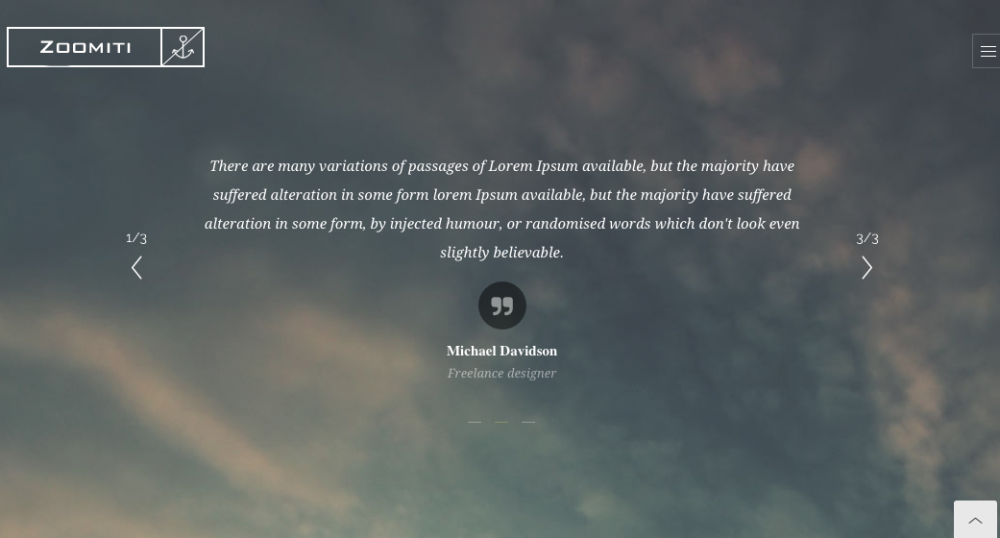 ZOOMITI
There are many variations of passages of Lorem Ipsum available, but the majority have
suffered alteration in some form lorem Ipsum available, but the majority have suffered
alteration in some form, by injected humour, or randomised words which don't look even
slightly believable.
1/3
3/3
Michael Davidson
Freelance designer